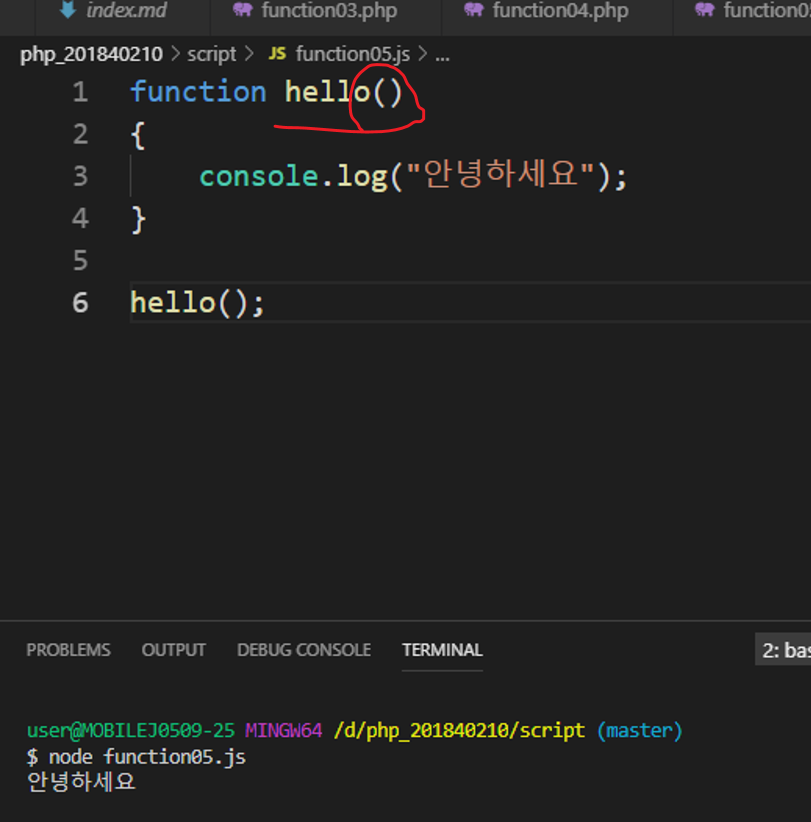 index.md function03.php function04.php function0
php_201840210 > script > JS function05.js > ...
1 function hello()
2 {
3 console.log("안녕하세요");
4 }
5
6 hello();
PROBLEMS OUTPUT DEBUG CONSOLE TERMINAL 2: bas
user@MOBILEJ0509-25 MINGW64 /d/php_201840210/script (master)
$ node function05.js
안녕하세요